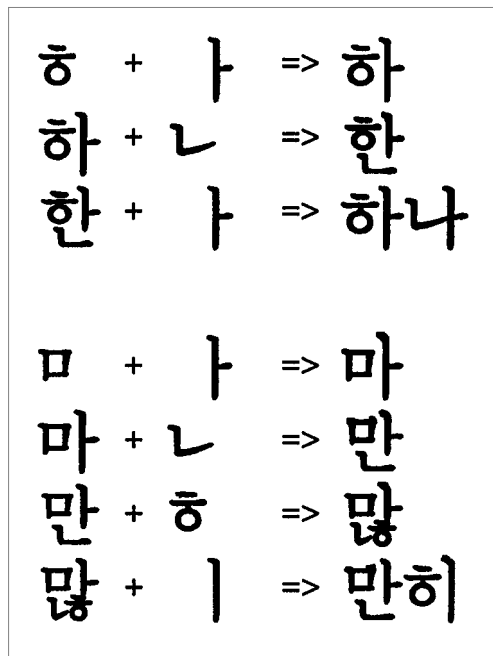 ㅎ + ㅏ => 하
하 + ㄴ => 한
한 + ㅏ => 하나
ㅁ + ㅏ => 마
마 + ㄴ => 만
만 + ㅎ => 많
많 + ㅣ => 만히